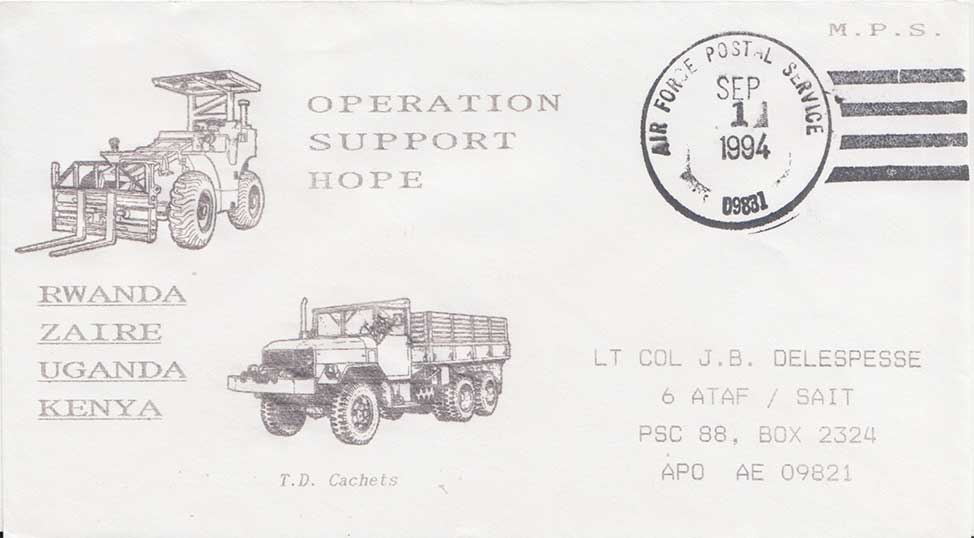 M.P.S.
OPERATION
SUPPORT
HOPE
AIR FORCE POSTAL SERVICE
SEP
1
1994
09831
RWANDA
ZAIRE
UGANDA
KENYA
LT COL J.B. DELESPESSE
6 ATAF / SAIT
PSC 88, BOX 2324
APO AE 09821
T.D. Cachets